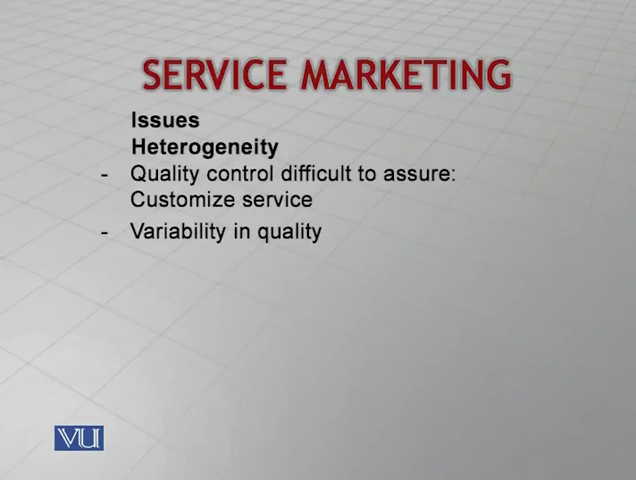 SERVICE MARKETING
Issues
Heterogeneity
- Quality control difficult to assure:
Customize service
- Variability in quality
VU